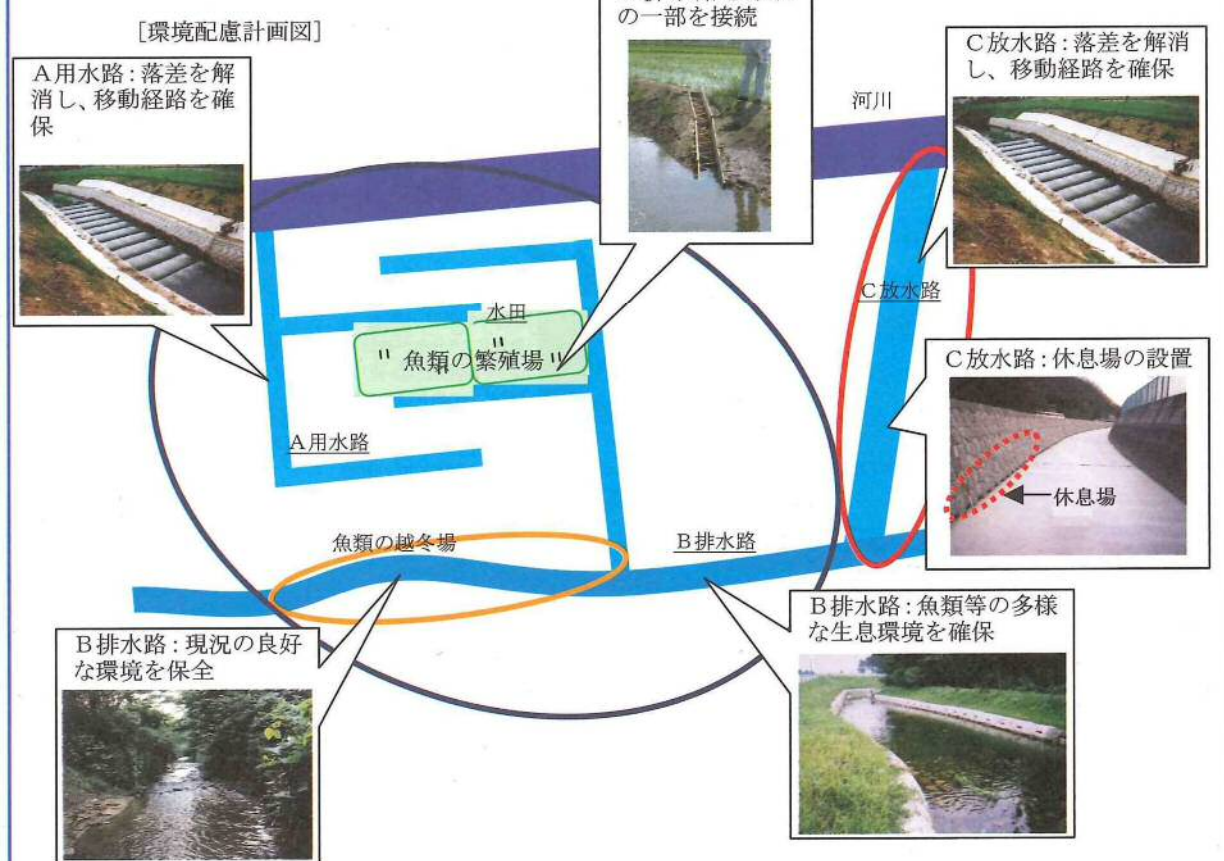 の一部を接続
[環境配慮計画図]
A用水路：落差を解
消し、移動経路を確
保
C放水路：落差を解消
し、移動経路を確保
河川
C放水路
水田
魚類の繁殖場
A用水路
C放水路：休息場の設置
休息場
魚類の越冬場
B排水路
B排水路：現況の良好
な環境を保全
B排水路：魚類等の多様
な生息環境を確保